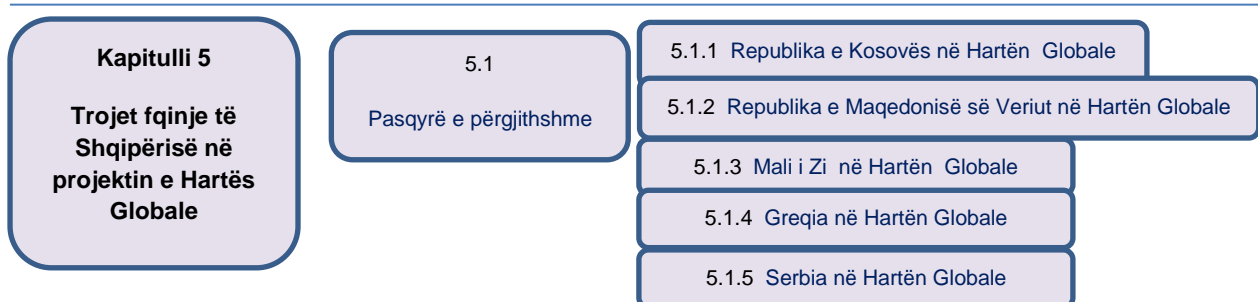 Kapitulli 5
Trojet fqinje të
Shqipërisë në
projektin e Hartës
Globale
5.1
Pasqyrë e përgjithshme
5.1.1 Republika e Kosovës në Hartën Globale
5.1.2 Republika e Maqedonisë së Veriut në Hartën Globale
5.1.3 Mali i Zi në Hartën Globale
5.1.4 Greqia në Hartën Globale
5.1.5 Serbia në Hartën Globale